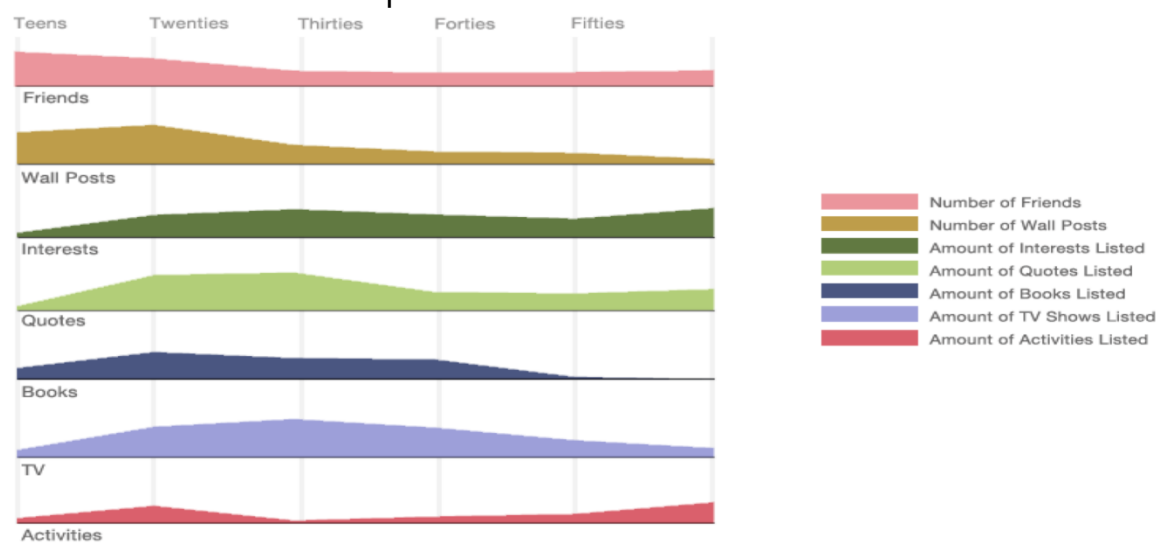 Teens Twenties Thirties Forties Fifties
Friends
Wall Posts
Interests
Quotes
Books
TV
Activities
Number of Friends
Number of Wall Posts
Amount of Interests Listed
Amount of Quotes Listed
Amount of Books Listed
Amount of TV Shows Listed
Amount of Activities Listed